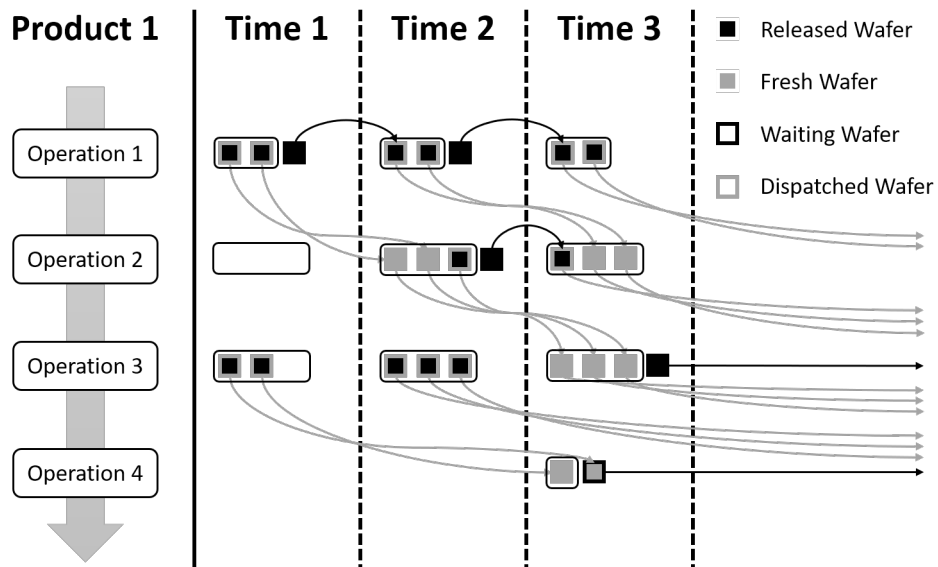 Product 1
Time 1
Time 2
Time 3
Released Wafer
Fresh Wafer
Waiting Wafer
Dispatched Wafer
Operation 1
Operation 2
Operation 3
Operation 4